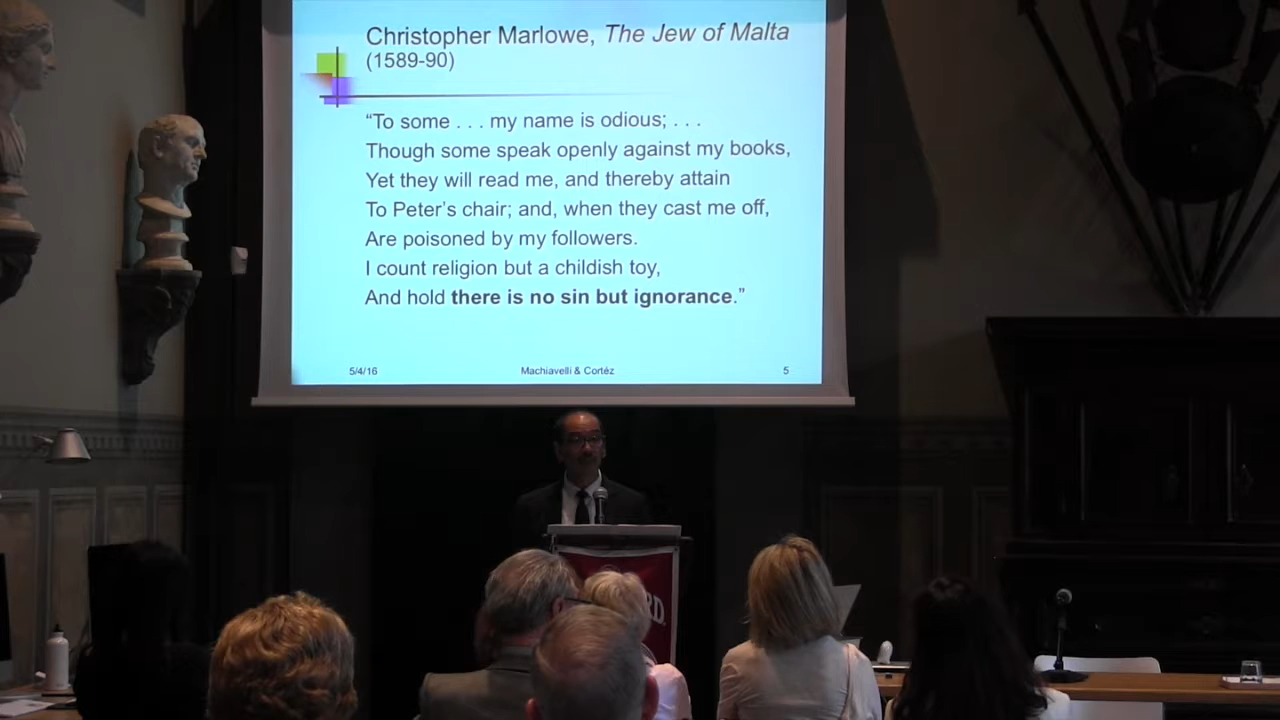 Christopher Marlowe, The Jew of Malta
(1589-90)
“To some . . . my name is odious; . . .
Though some speak openly against my books,
Yet they will read me, and thereby attain
To Peter’s chair; and, when they cast me off,
Are poisoned by my followers.
I count religion but a childish toy,
And hold there is no sin but ignorance.”
5/4/16 Machiavelli & Cortéz 5
RD